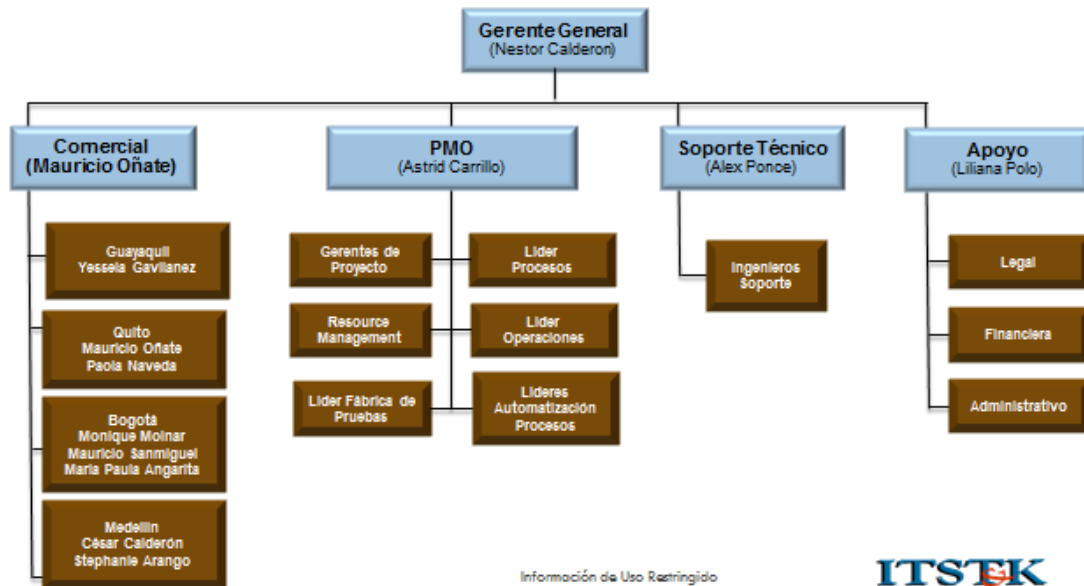 Gerente General
(Nestor Calderon)
Comercial
(Mauricio Oñate)
PMO
(Astrid Carrillo)
Soporte Técnico
(Alex Ponce)
Apoyo
(Liliana Polo)
Guayaquil
Yessela Gavilanez
Quito
Mauricio Oñate
Paola Naveda
Bogotá
Monique Molnar
Mauricio Sanmiguel
Maria Paula Angarita
Medellin
César Calderón
Stephanie Arango
Gerentes de
Proyecto
Lider
Procesos
Resource
Management
Lider
Operaciones
Lider Fábrica de
Pruebas
Lideres
Automatización
Procesos
Ingenieros
Soporte
Legal
Financiera
Administrativo
Información de Uso Restringido
ITSTK